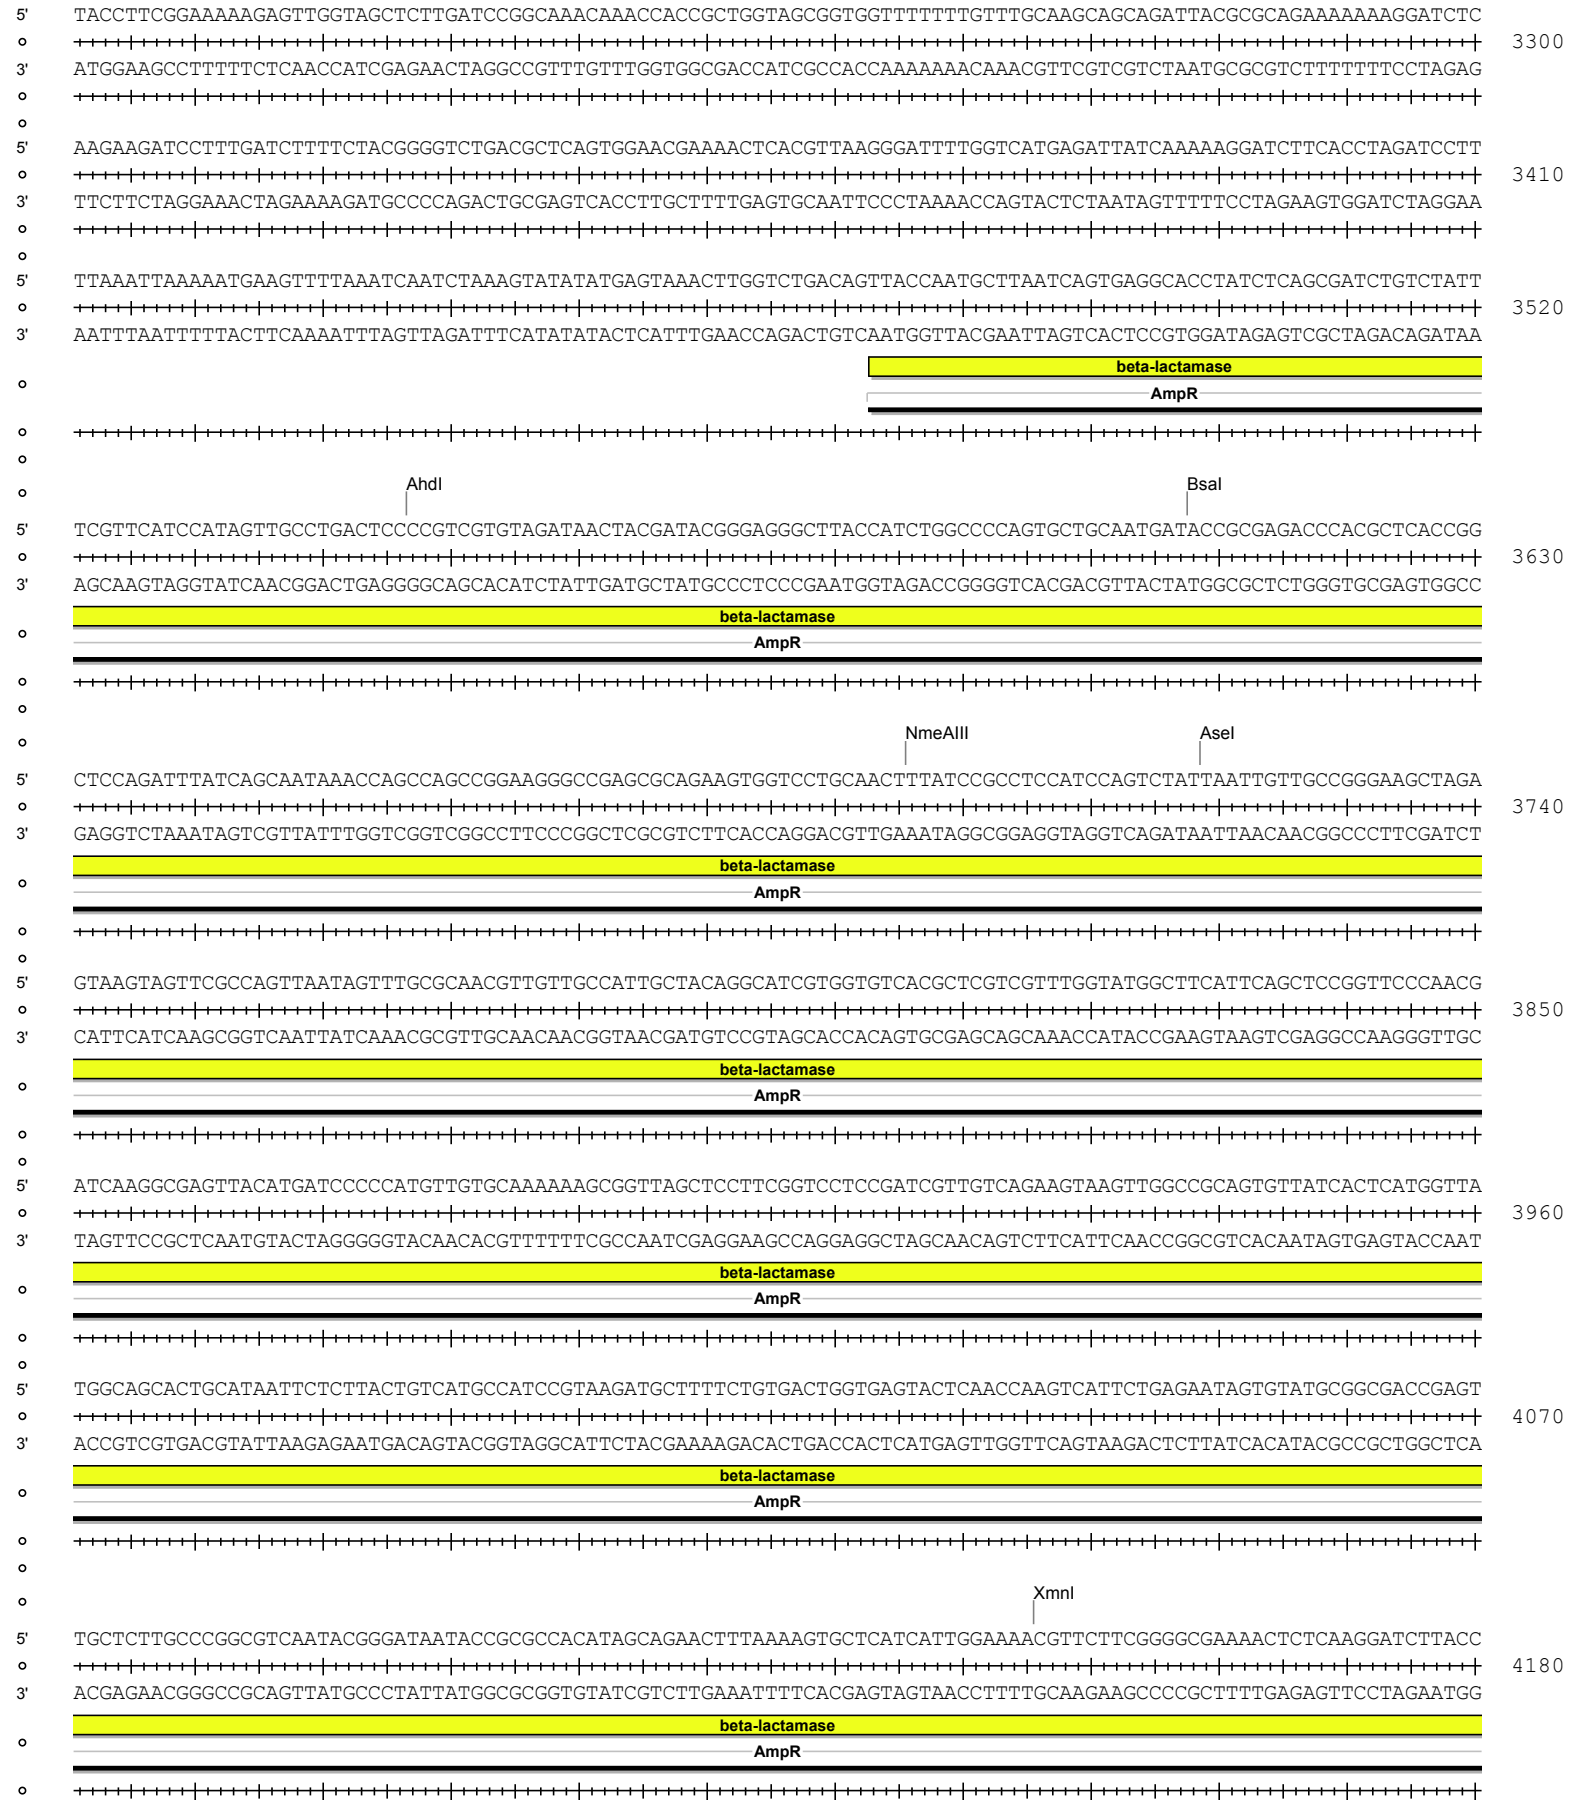 5' TACCTTCGGAAAAAGAGTTGGTAGCTCTTGATCCGGCAAACAAACCACCGCTGGTAGCGGTGGTTTTTTTGTTTGCAAGCAGCAGATTACGCGCAGAAAAAAAGGATCTC
3300
3' ATGGAAGCCTTTTTCTCAACCATCGAGAACTAGGCCGTTTGTTTGGTGGCGACCATCGCCACCAAAAAAACAAACGTTCGTCGTCTAATGCGCGTCTTTTTTTCCTAGAG
5' AAGAAGATCCTTTGATCTTTTCTACGGGGTCTGACGCTCAGTGGAACGAAAACTCACGTTAAGGGATTTTGGTCATGAGATTATCAAAAAGGATCTTCACCTAGATCCTT
3410
3' TTCTTCTAGGAAACTAGAAAAGATGCCCCAGACTGCGAGTCACCTTGCTTTTGAGTGCAATTCCCTAAAACCAGTACTCTAATAGTTTTTCCTAGAAGTGGATCTAGGAA
5' TTAAATTAAAAATGAAGTTTTAAATCAATCTAAAGTATATATGAGTAAACTTGGTCTGACAGTTACCAATGCTTAATCAGTGAGGCACCTATCTCAGCGATCTGTCTATT
3520
3' AATTTAATTTTTACTTCAAAATTTAGTTAGATTTCATATATACTCATTTGAACCAGACTGTCAATGGTTACGAATTAGTCACTCCGTGGATAGAGTCGCTAGACAGATAA
beta-lactamase
AmpR
AhdI BsaI
5' TCGTTCATCCATAGTTGCCTGACTCCCCGTCGTGTAGATAACTACGATACGGGAGGGCTTACCATCTGGCCCCAGTGCTGCAATGATACCGCGAGACCCACGCTCACCGG
3630
3' AGCAAGTAGGTATCAACGGACTGAGGGGCAGCACATCTATTGATGCTATGCCCTCCCGAATGGTAGACCGGGGTCACGACGTTACTATGGCGCTCTGGGTGCGAGTGGCC
beta-lactamase
AmpR
NmeAIII AseI
5' CTCCAGATTTATCAGCAATAAACCAGCCAGCCGGAAGGGCCGAGCGCAGAAGTGGTCCTGCAACTTTATCCGCCTCCATCCAGTCTATTAATTGTTGCCGGGAAGCTAGA
3740
3' GAGGTCTAAATAGTCGTTATTTGGTCGGTCGGCCTTCCCGGCTCGCGTCTTCACCAGGACGTTGAAATAGGCGGAGGTAGGTCAGATAATTAACAACGGCCCTTCGATCT
beta-lactamase
AmpR
5' GTAAGTAGTTCGCCAGTTAATAGTTTGCGCAACGTTGTTGCCATTGCTACAGGCATCGTGGTGTCACGCTCGTCGTTTGGTATGGCTTCATTCAGCTCCGGTTCCCAACG
3850
3' CATTCATCAAGCGGTCAATTATCAAACGCGTTGCAACAACGGTAACGATGTCCGTAGCACCACAGTGCGAGCAGCAAACCATACCGAAGTAAGTCGAGGCCAAGGGTTGC
beta-lactamase
AmpR
5' ATCAAGGCGAGTTACATGATCCCCCATGTTGTGCAAAAAAGCGGTTAGCTCCTTCGGTCCTCCGATCGTTGTCAGAAGTAAGTTGGCCGCAGTGTTATCACTCATGGTTA
3960
3' TAGTTCCGCTCAATGTACTAGGGGGTACAACACGTTTTTTCGCCAATCGAGGAAGCCAGGAGGCTAGCAACAGTCTTCATTCAACCGGCGTCACAATAGTGAGTACCAAT
beta-lactamase
AmpR
5' TGGCAGCACTGCATAATTCTCTTACTGTCATGCCATCCGTAAGATGCTTTTCTGTGACTGGTGAGTACTCAACCAAGTCATTCTGAGAATAGTGTATGCGGCGACCGAGT
4070
3' ACCGTCGTGACGTATTAAGAGAATGACAGTACGGTAGGCATTCTACGAAAAGACACTGACCACTCATGAGTTGGTTCAGTAAGACTCTTATCACATACGCCGCTGGCTCA
beta-lactamase
AmpR
XmnI
5' TGCTCTTGCCCGGCGTCAATACGGGATAATACCGCGCCACATAGCAGAACTTTAAAAGTGCTCATCATTGGAAAACGTTCTTCGGGGCGAAAACTCTCAAGGATCTTACC
4180
3' ACGAGAACGGGCCGCAGTTATGCCCTATTATGGCGCGGTGTATCGTCTTGAAATTTTCACGAGTAGTAACCTTTTGCAAGAAGCCCCGCTTTTGAGAGTTCCTAGAATGG
beta-lactamase
AmpR